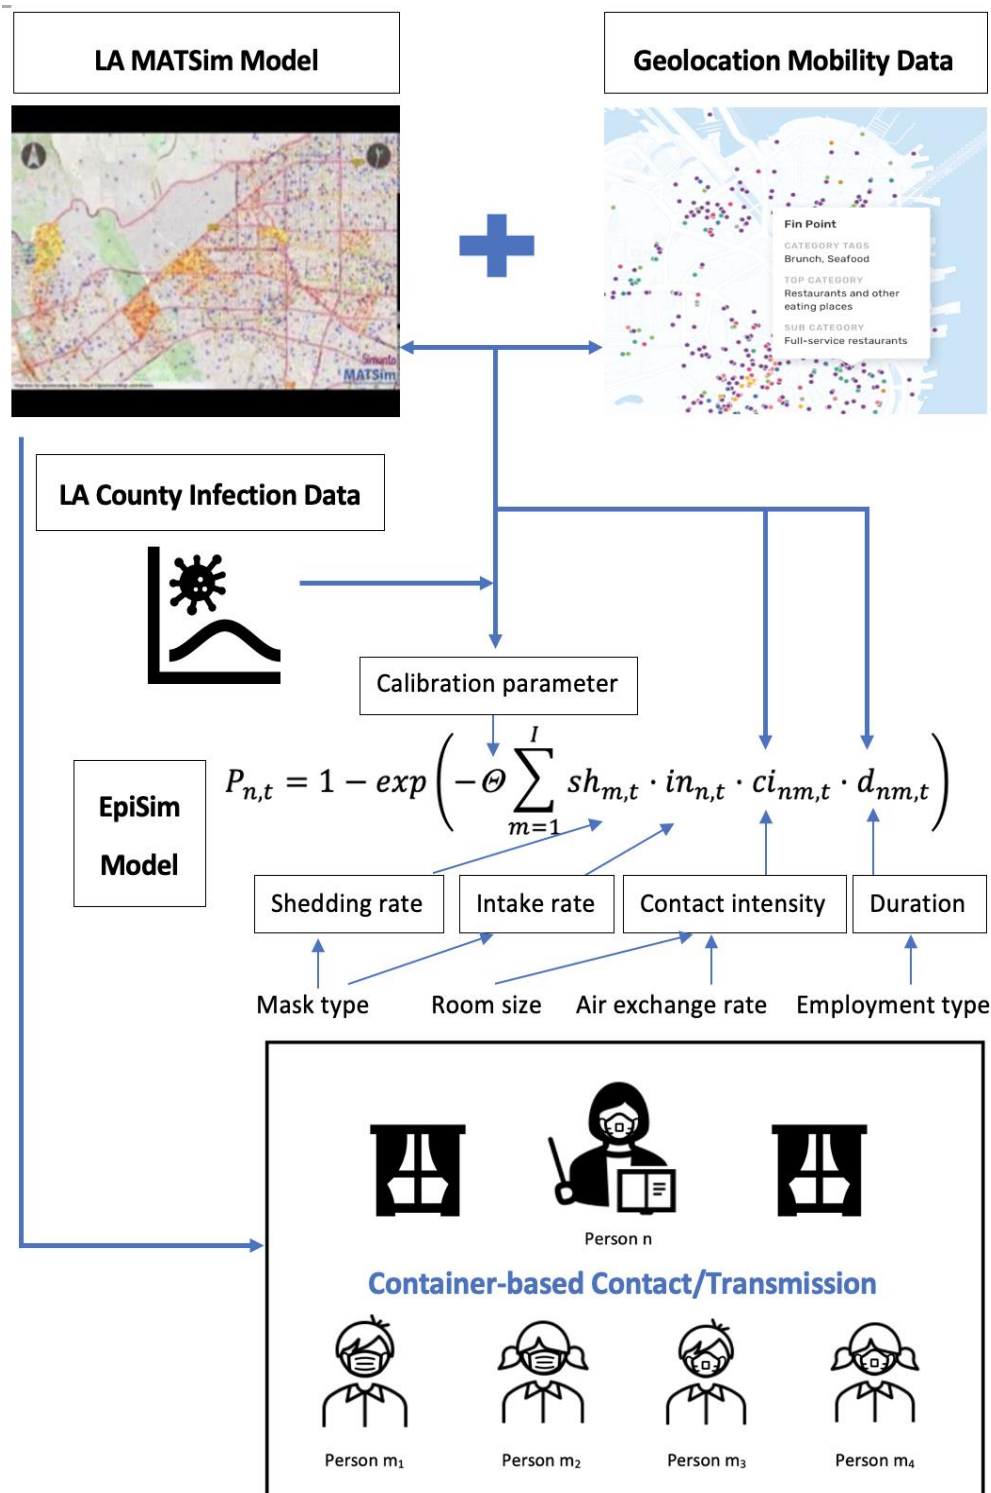 LA MATSim Model
Geolocation Mobility Data
Fin Point
CATEGORY TAGS
Brunch, Seafood
TOP CATEGORY
Restaurants and other
eating places
SUB CATEGORY
Full-service restaurants
Simunto
MATSim
LA County Infection Data
Calibration parameter
EpiSim
Model
P_{n,t} = 1 − exp(−Θ ∑_{m=1}^{I} sh_{m,t} · in_{n,t} · ci_{nm,t} · d_{nm,t})
Shedding rate
Intake rate
Contact intensity
Duration
Mask type
Room size
Air exchange rate
Employment type
Person n
Container-based Contact/Transmission
Person m₁
Person m₂
Person m₃
Person m₄